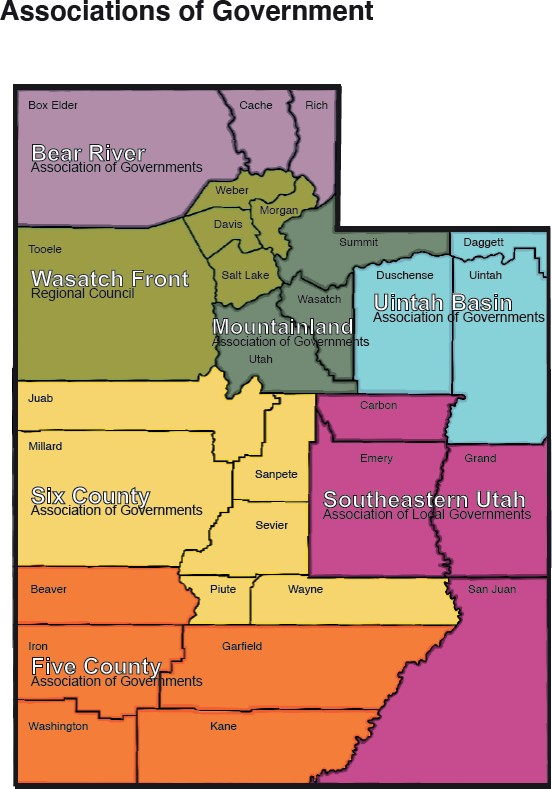 Associations of Government
Box Elder
Cache
Rich
Bear River
Association of Governments
Weber
Morgan
Davis
Summit
Daggett
Tooele
Wasatch Front
Regional Council
Salt Lake
Duschense
Uintah
Wasatch
Uintah Basin
Association of Governments
Mountainland
Association of Governments
Utah
Juab
Carbon
Millard
Emery
Grand
Sanpete
Six County
Association of Governments
Southeastern Utah
Association of Local Governments
Sevier
Beaver
Piute
Wayne
San Juan
Iron
Garfield
Five County
Association of Governments
Washington
Kane